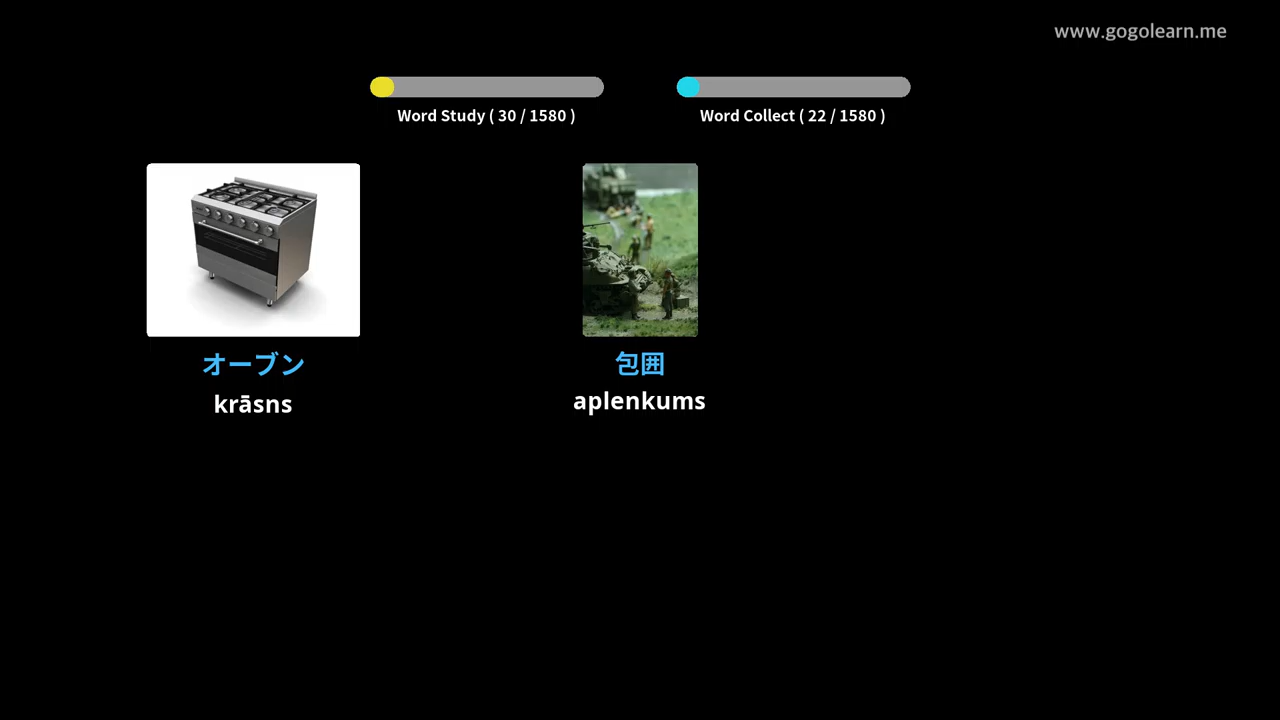 www.gogolearn.me
Word Study ( 30 / 1580 )
Word Collect ( 22 / 1580 )
オーブン
krāsns
包囲
aplenkums